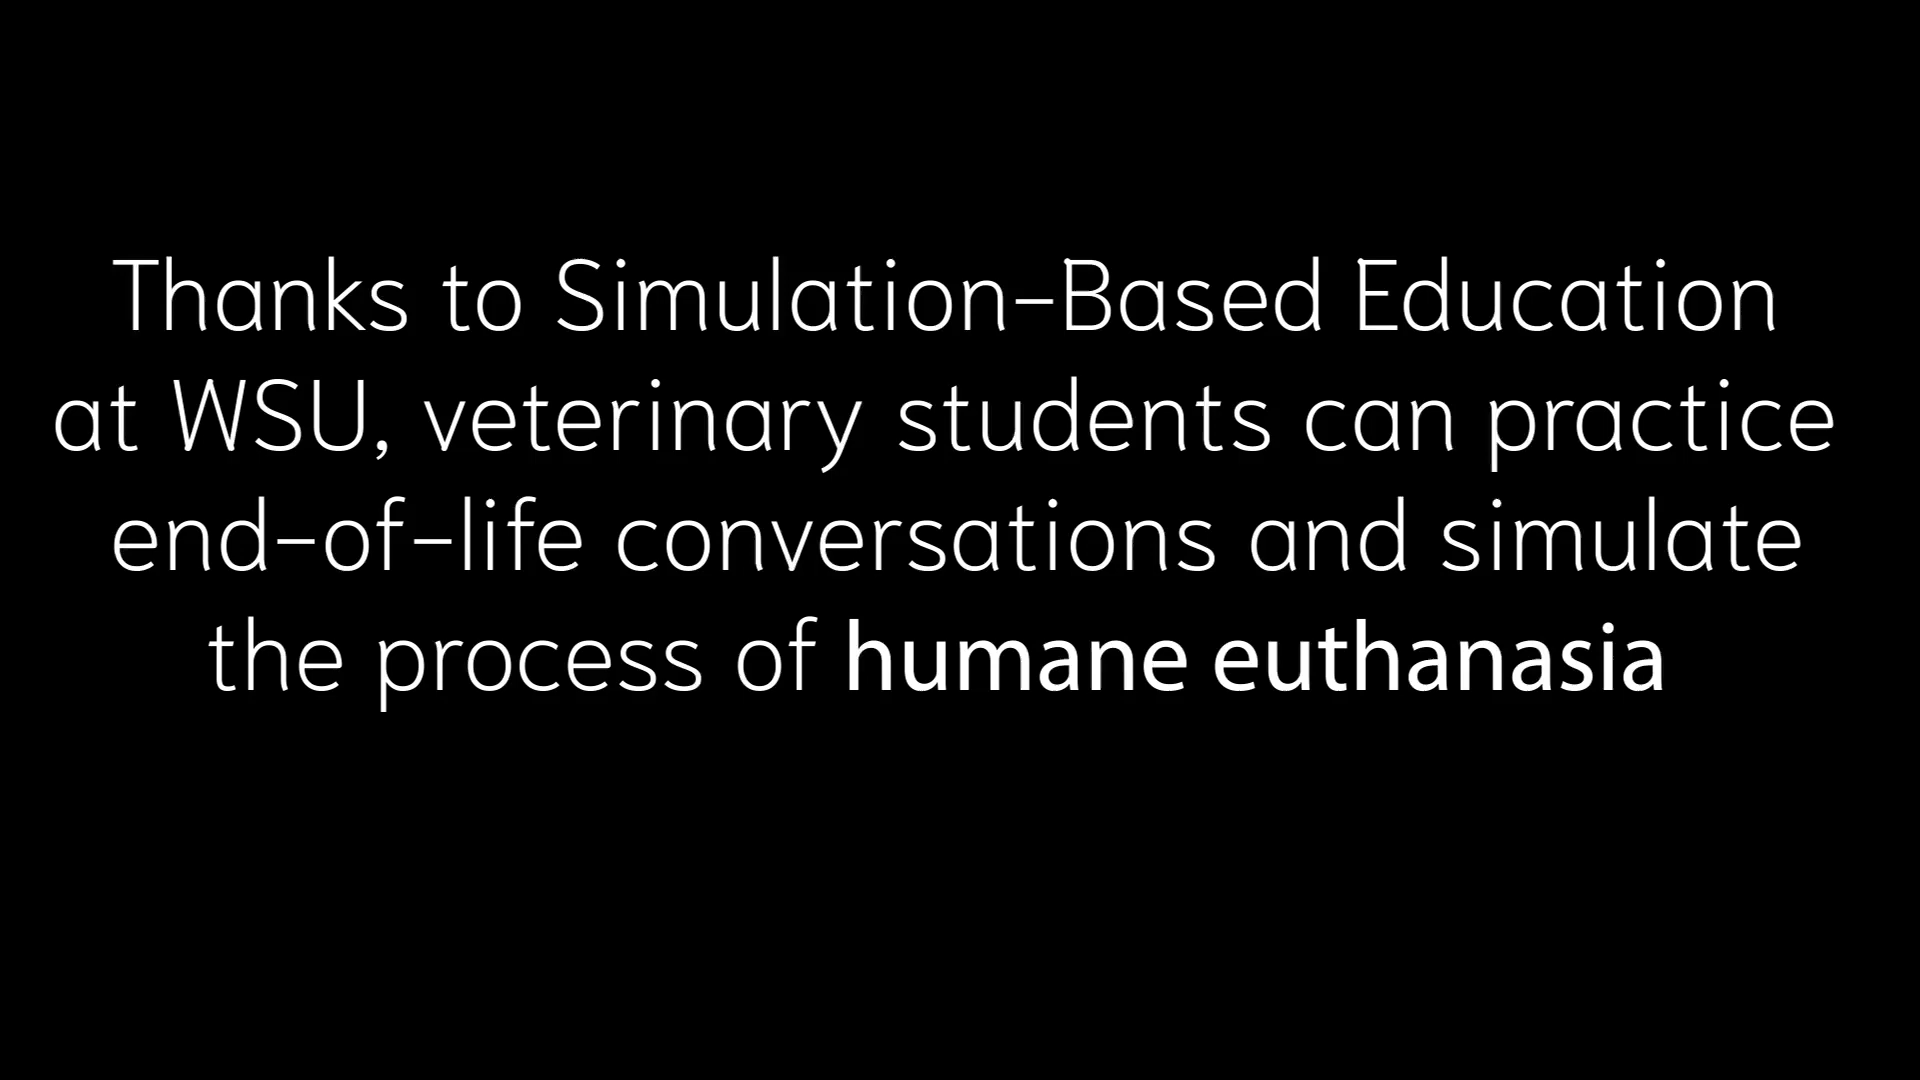 Thanks to Simulation-Based Education
at WSU, veterinary students can practice
end-of-life conversations and simulate
the process of humane euthanasia